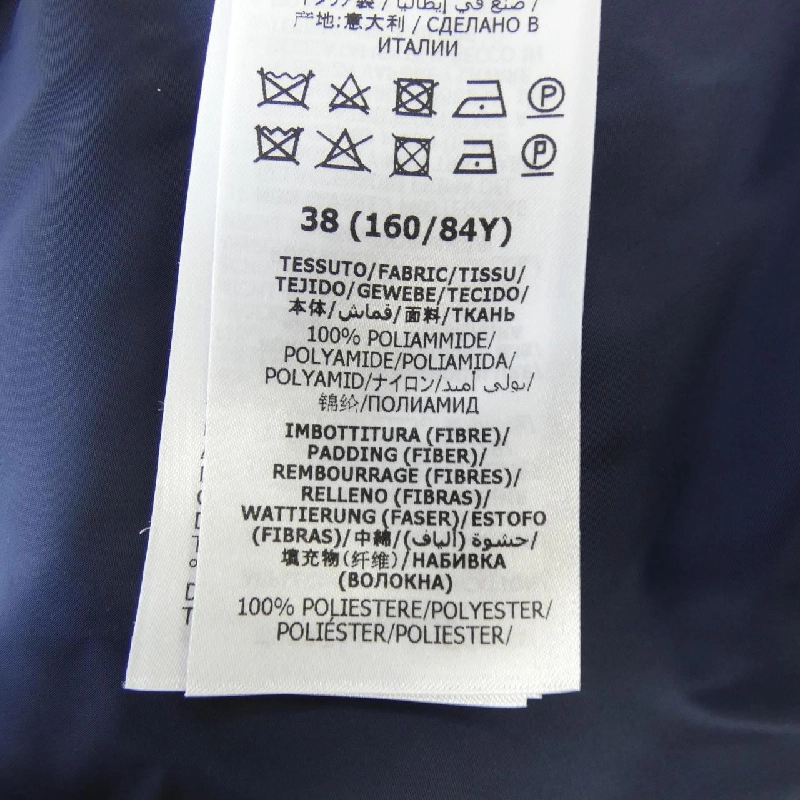 صنع في إيطاليا /
产地:意大利 / СДЕЛАНО В
ИТАЛИИ
P
P
38 (160/84Y)
TESSUTO/FABRIC/TISSU/
TEJIDO/GEWEBE/TECIDO/
本体/قماش/面料/ТКАНЬ
100% POLIAMMIDE/
POLYAMIDE/POLIAMIDA/
POLYAMID/ナイロン/بولي أميد/
锦纶/ПОЛИАМИД
IMBOTTITURA (FIBRE)/
PADDING (FIBER)/
REMBOURRAGE (FIBRES)/
RELLENO (FIBRAS)/
WATTIERUNG (FASER)/ESTOFO
(FIBRAS)/中綿/حشوة (ألياف)/
填充物(纤维)/НАБИВКА
(ВОЛОКНА)
100% POLIESTERE/POLYESTER/
POLIÉSTER/POLIESTER/